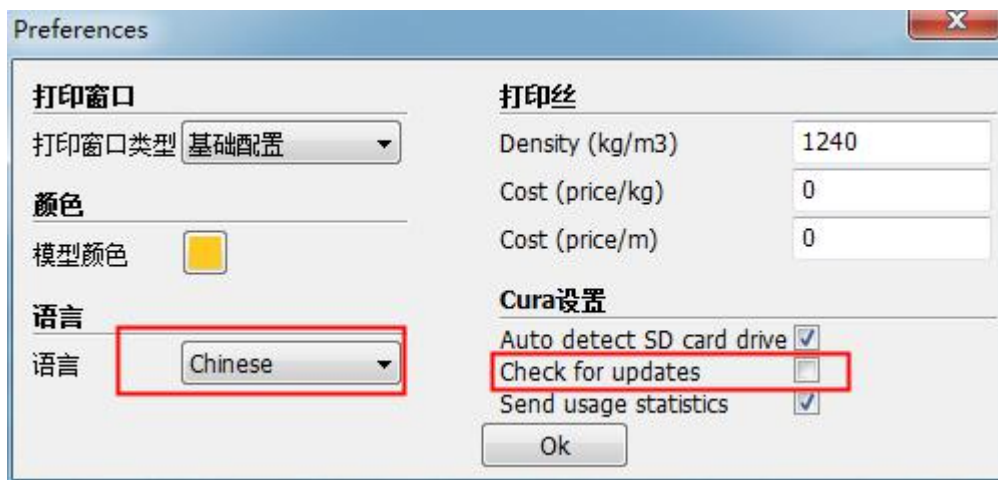 Preferences
打印窗口
打印窗口类型 基础配置
颜色
模型颜色
语言
语言 Chinese
打印丝
Density (kg/m3) 1240
Cost (price/kg) 0
Cost (price/m) 0
Cura设置
Auto detect SD card drive
Check for updates
Send usage statistics
Ok